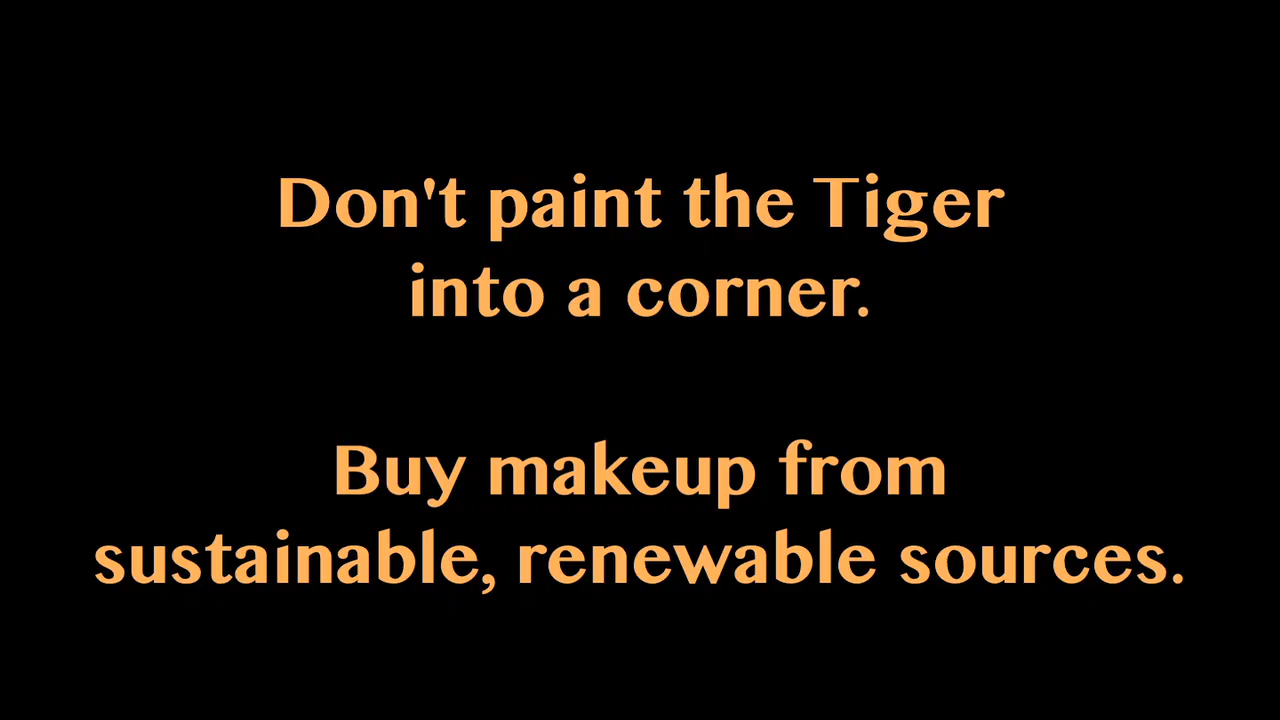 Don't paint the Tiger
into a corner.
Buy makeup from
sustainable, renewable sources.